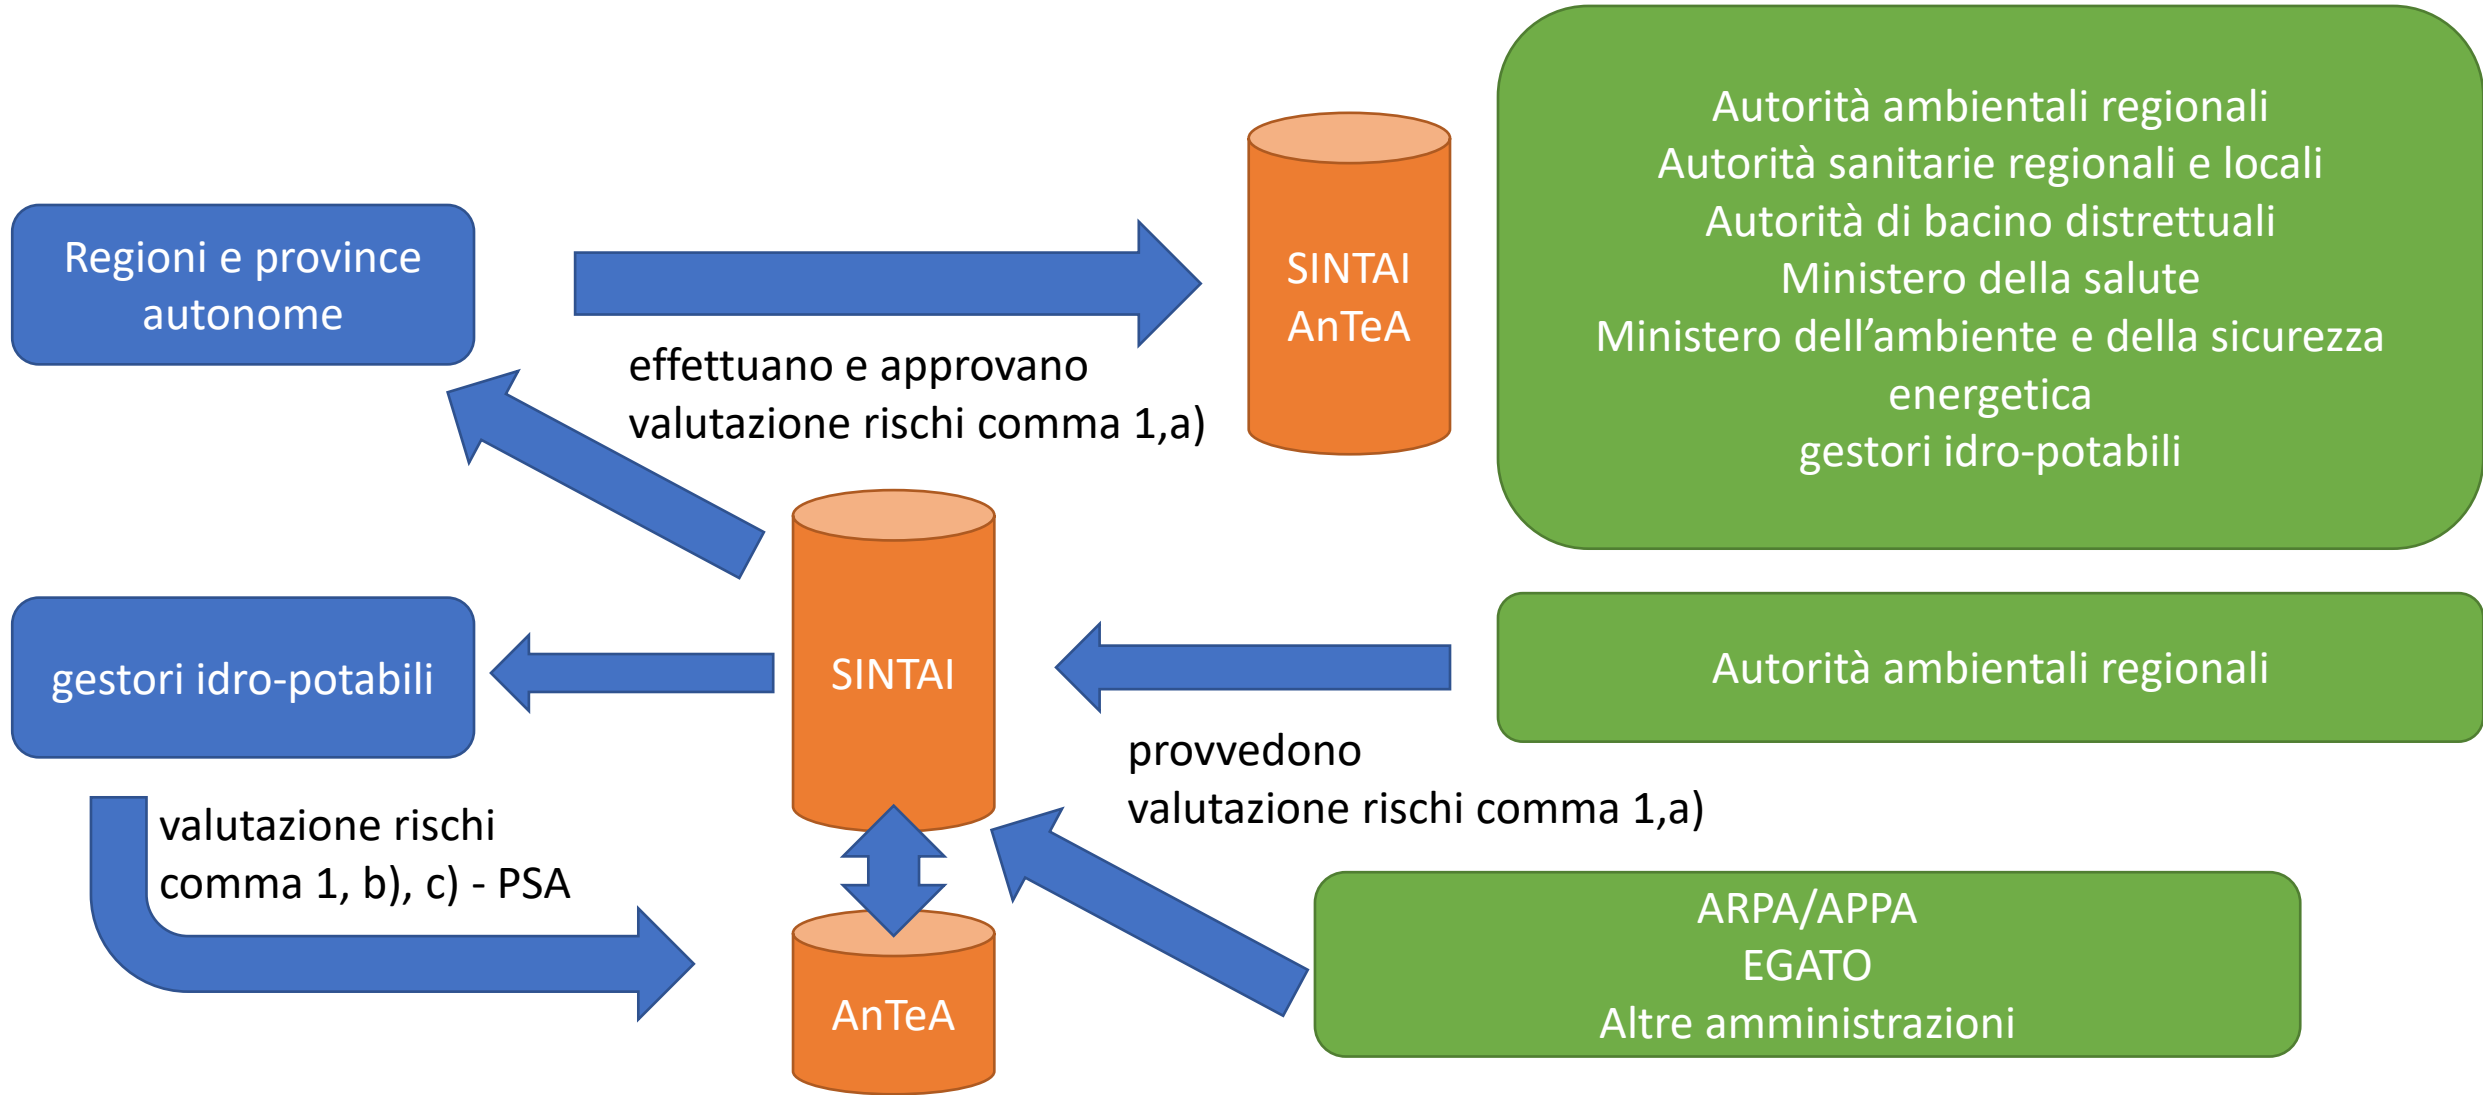 Regioni e province
autonome
effettuano e approvano
valutazione rischi comma 1,a)
SINTAI
AnTeA
Autorità ambientali regionali
Autorità sanitarie regionali e locali
Autorità di bacino distrettuali
Ministero della salute
Ministero dell’ambiente e della sicurezza
energetica
gestori idro-potabili
gestori idro-potabili
SINTAI
Autorità ambientali regionali
provvedono
valutazione rischi comma 1,a)
valutazione rischi
comma 1, b), c) - PSA
AnTeA
ARPA/APPA
EGATO
Altre amministrazioni